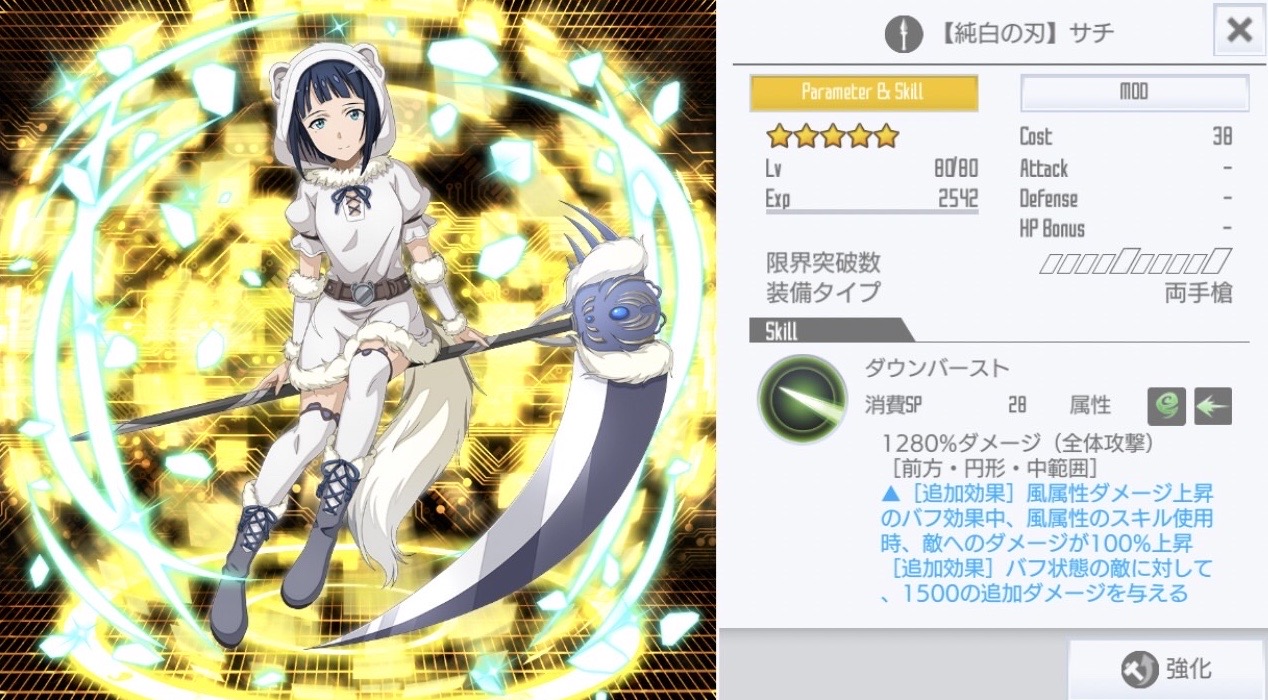 【純白の刃】サチ
Parameter & Skill
MOD
Lv 80/80
Exp 2542
Cost 38
Attack -
Defense -
HP Bonus -
限界突破数
装備タイプ 両手槍
Skill
ダウンバースト
消費SP 28 属性
1280%ダメージ（全体攻撃）
［前方・円形・中範囲］
▲［追加効果］風属性ダメージ上昇
のバフ効果中、風属性のスキル使用
時、敵へのダメージが100%上昇
［追加効果］バフ状態の敵に対して
、1500の追加ダメージを与える
強化